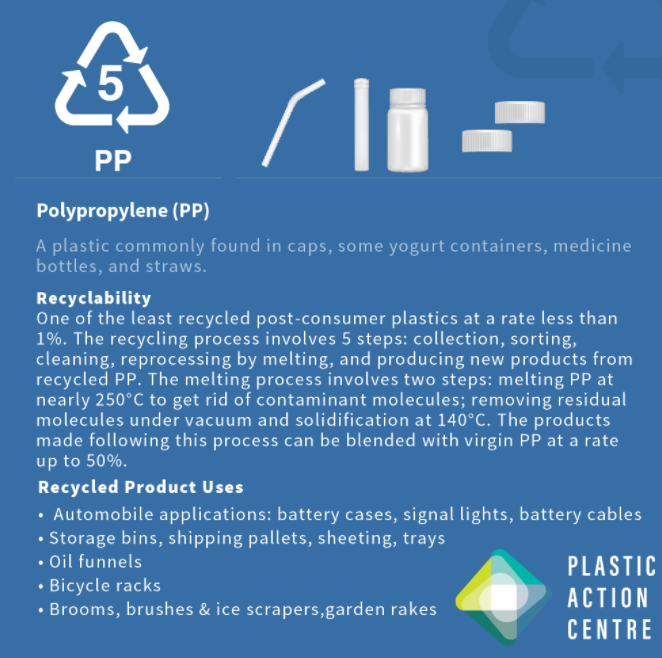 5
PP
Polypropylene (PP)
A plastic commonly found in caps, some yogurt containers, medicine
bottles, and straws.
Recyclability
One of the least recycled post-consumer plastics at a rate less than
1%. The recycling process involves 5 steps: collection, sorting,
cleaning, reprocessing by melting, and producing new products from
recycled PP. The melting process involves two steps: melting PP at
nearly 250°C to get rid of contaminant molecules; removing residual
molecules under vacuum and solidification at 140°C. The products
made following this process can be blended with virgin PP at a rate
up to 50%.
Recycled Product Uses
• Automobile applications: battery cases, signal lights, battery cables
• Storage bins, shipping pallets, sheeting, trays
• Oil funnels
• Bicycle racks
• Brooms, brushes & ice scrapers,garden rakes
PLASTIC
ACTION
CENTRE